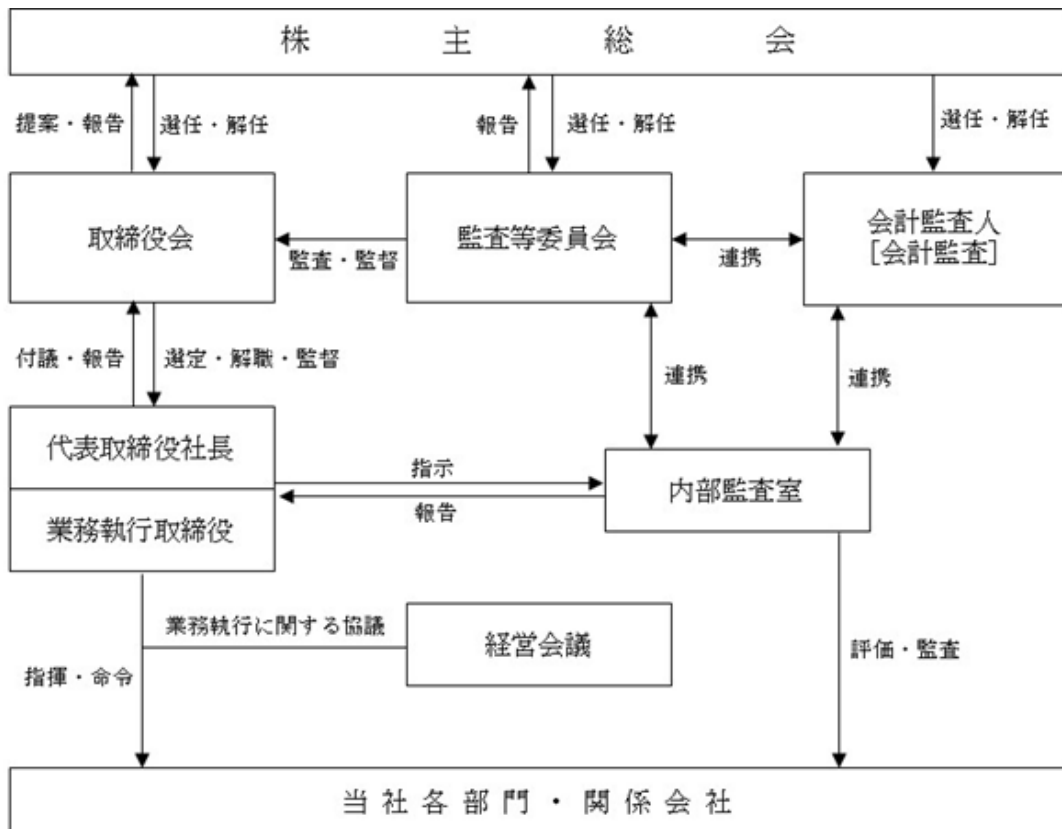 株主総会
提案・報告
選任・解任
報告
選任・解任
選任・解任
取締役会
監査等委員会
会計監査人
[会計監査]
監査・監督
連携
付議・報告
選定・解職・監督
連携
連携
代表取締役社長
指示
内部監査室
報告
業務執行取締役
業務執行に関する協議
経営会議
指揮・命令
評価・監査
当社各部門・関係会社